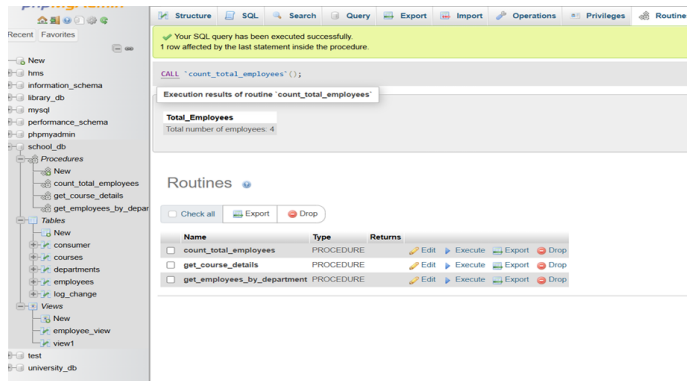 phpMyAdmin
Recent Favorites
New
hms
information_schema
library_db
mysql
performance_schema
phpmyadmin
school_db
Procedures
New
count_total_employees
get_course_details
get_employees_by_depar
Tables
New
consumer
courses
departments
employees
log_change
Views
New
employee_view
view1
test
university_db
Structure SQL Search Query Export Import Operations Privileges Routine
Your SQL query has been executed successfully.
1 row affected by the last statement inside the procedure.
CALL `count_total_employees`();
Execution results of routine `count_total_employees`
Total_Employees
Total number of employees: 4
Routines
Check all Export Drop
Name Type Returns
count_total_employees PROCEDURE Edit Execute Export Drop
get_course_details PROCEDURE Edit Execute Export Drop
get_employees_by_department PROCEDURE Edit Execute Export Drop